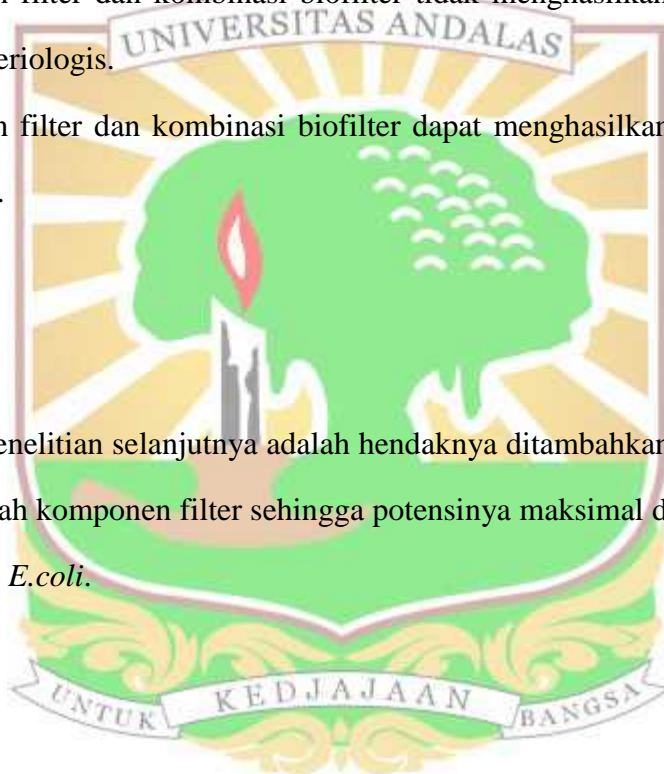 filter dan kombinasi biofilter tidak menghasilkan
UNIVERSITAS ANDALAS
eriologis.
n filter dan kombinasi biofilter dapat menghasilkan
.
enelitian selanjutnya adalah hendaknya ditambahkan
ah komponen filter sehingga potensinya maksimal d
E.coli.
UNTUK KEDJAJAAN BANGSA